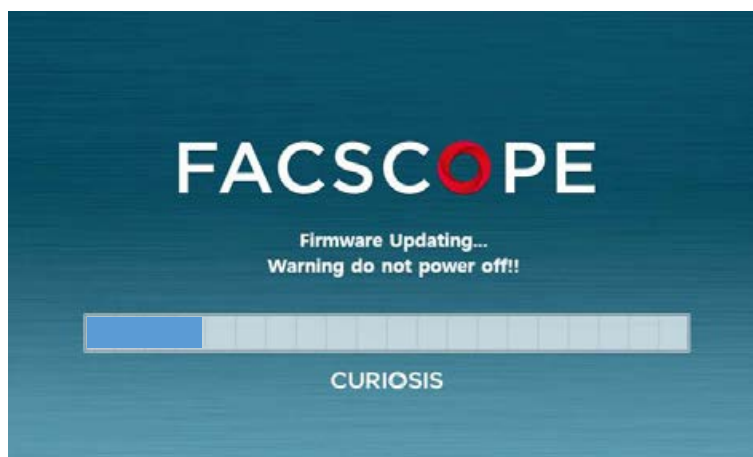 FACSCOPE
Firmware Updating...
Warning do not power off!!
CURIOSIS